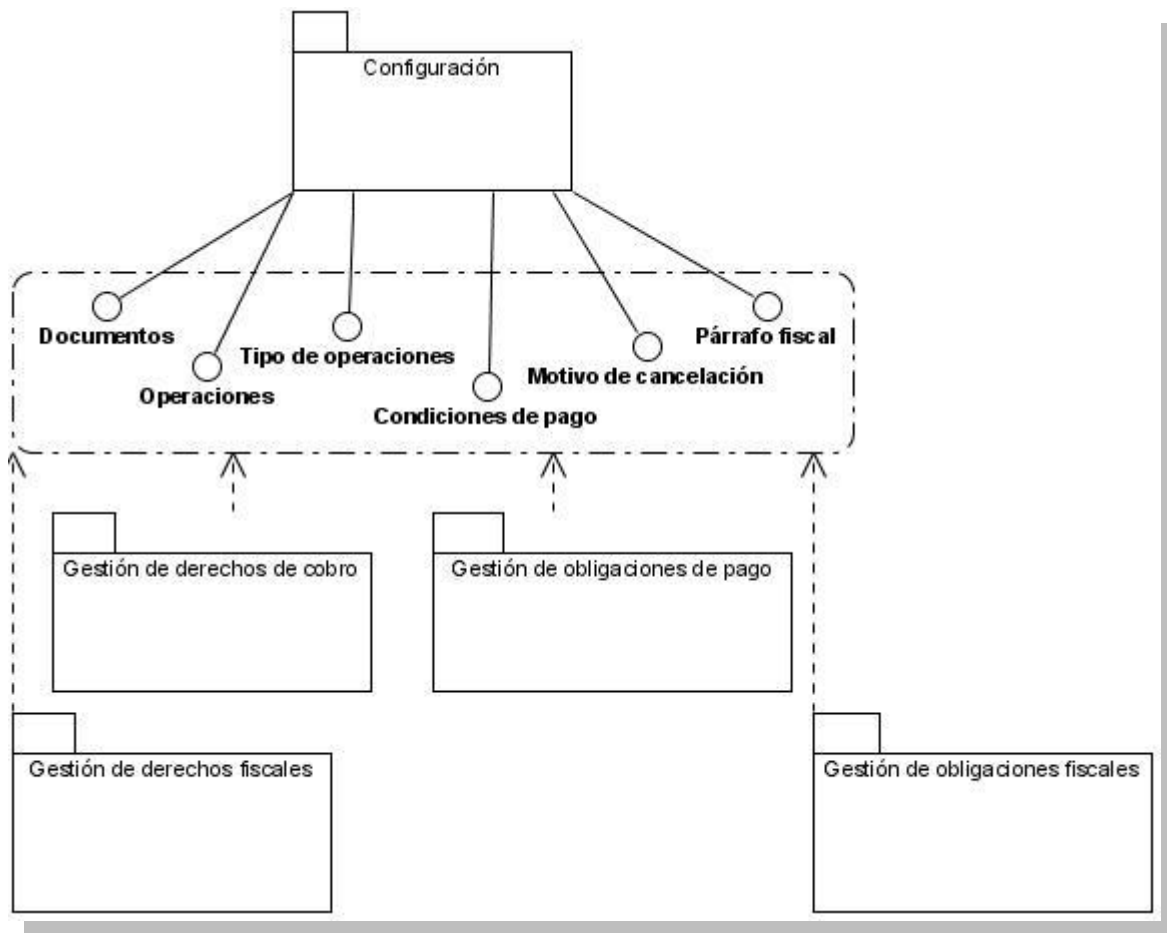 Configuración
Documentos
Tipo de operaciones
Párrafo fiscal
Operaciones
Motivo de cancelación
Condiciones de pago
Gestión de derechos de cobro
Gestión de obligaciones de pago
Gestión de derechos fiscales
Gestión de obligaciones fiscales